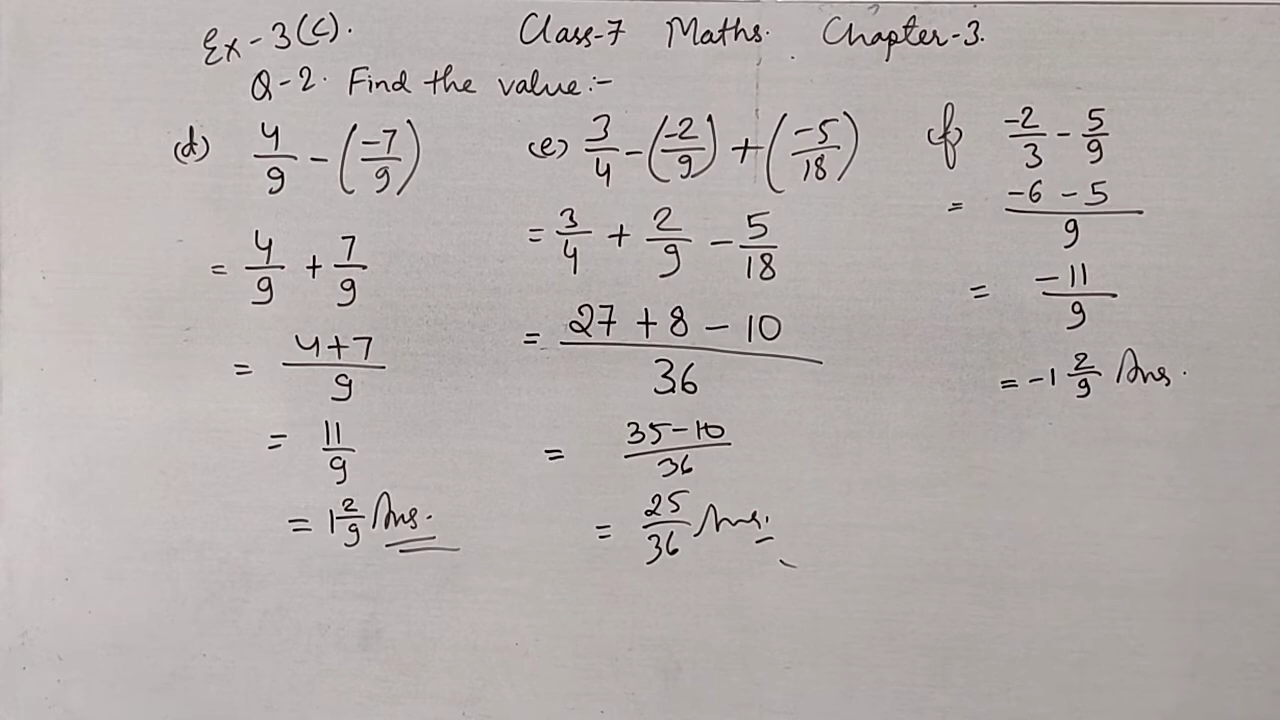 Ex-3(C). Class-7 Maths. Chapter-3.
Q-2. Find the value:-
(d) 4/9 - (-7/9)
= 4/9 + 7/9
= 4+7/9
= 11/9
= 1 2/9 Ans.
(e) 3/4 - (-2/9) + (-5/18)
= 3/4 + 2/9 - 5/18
= 27 + 8 - 10/36
= 35-10/36
= 25/36 Ans.
(f) -2/3 - 5/9
= -6 - 5/9
= -11/9
= -1 2/9 Ans.